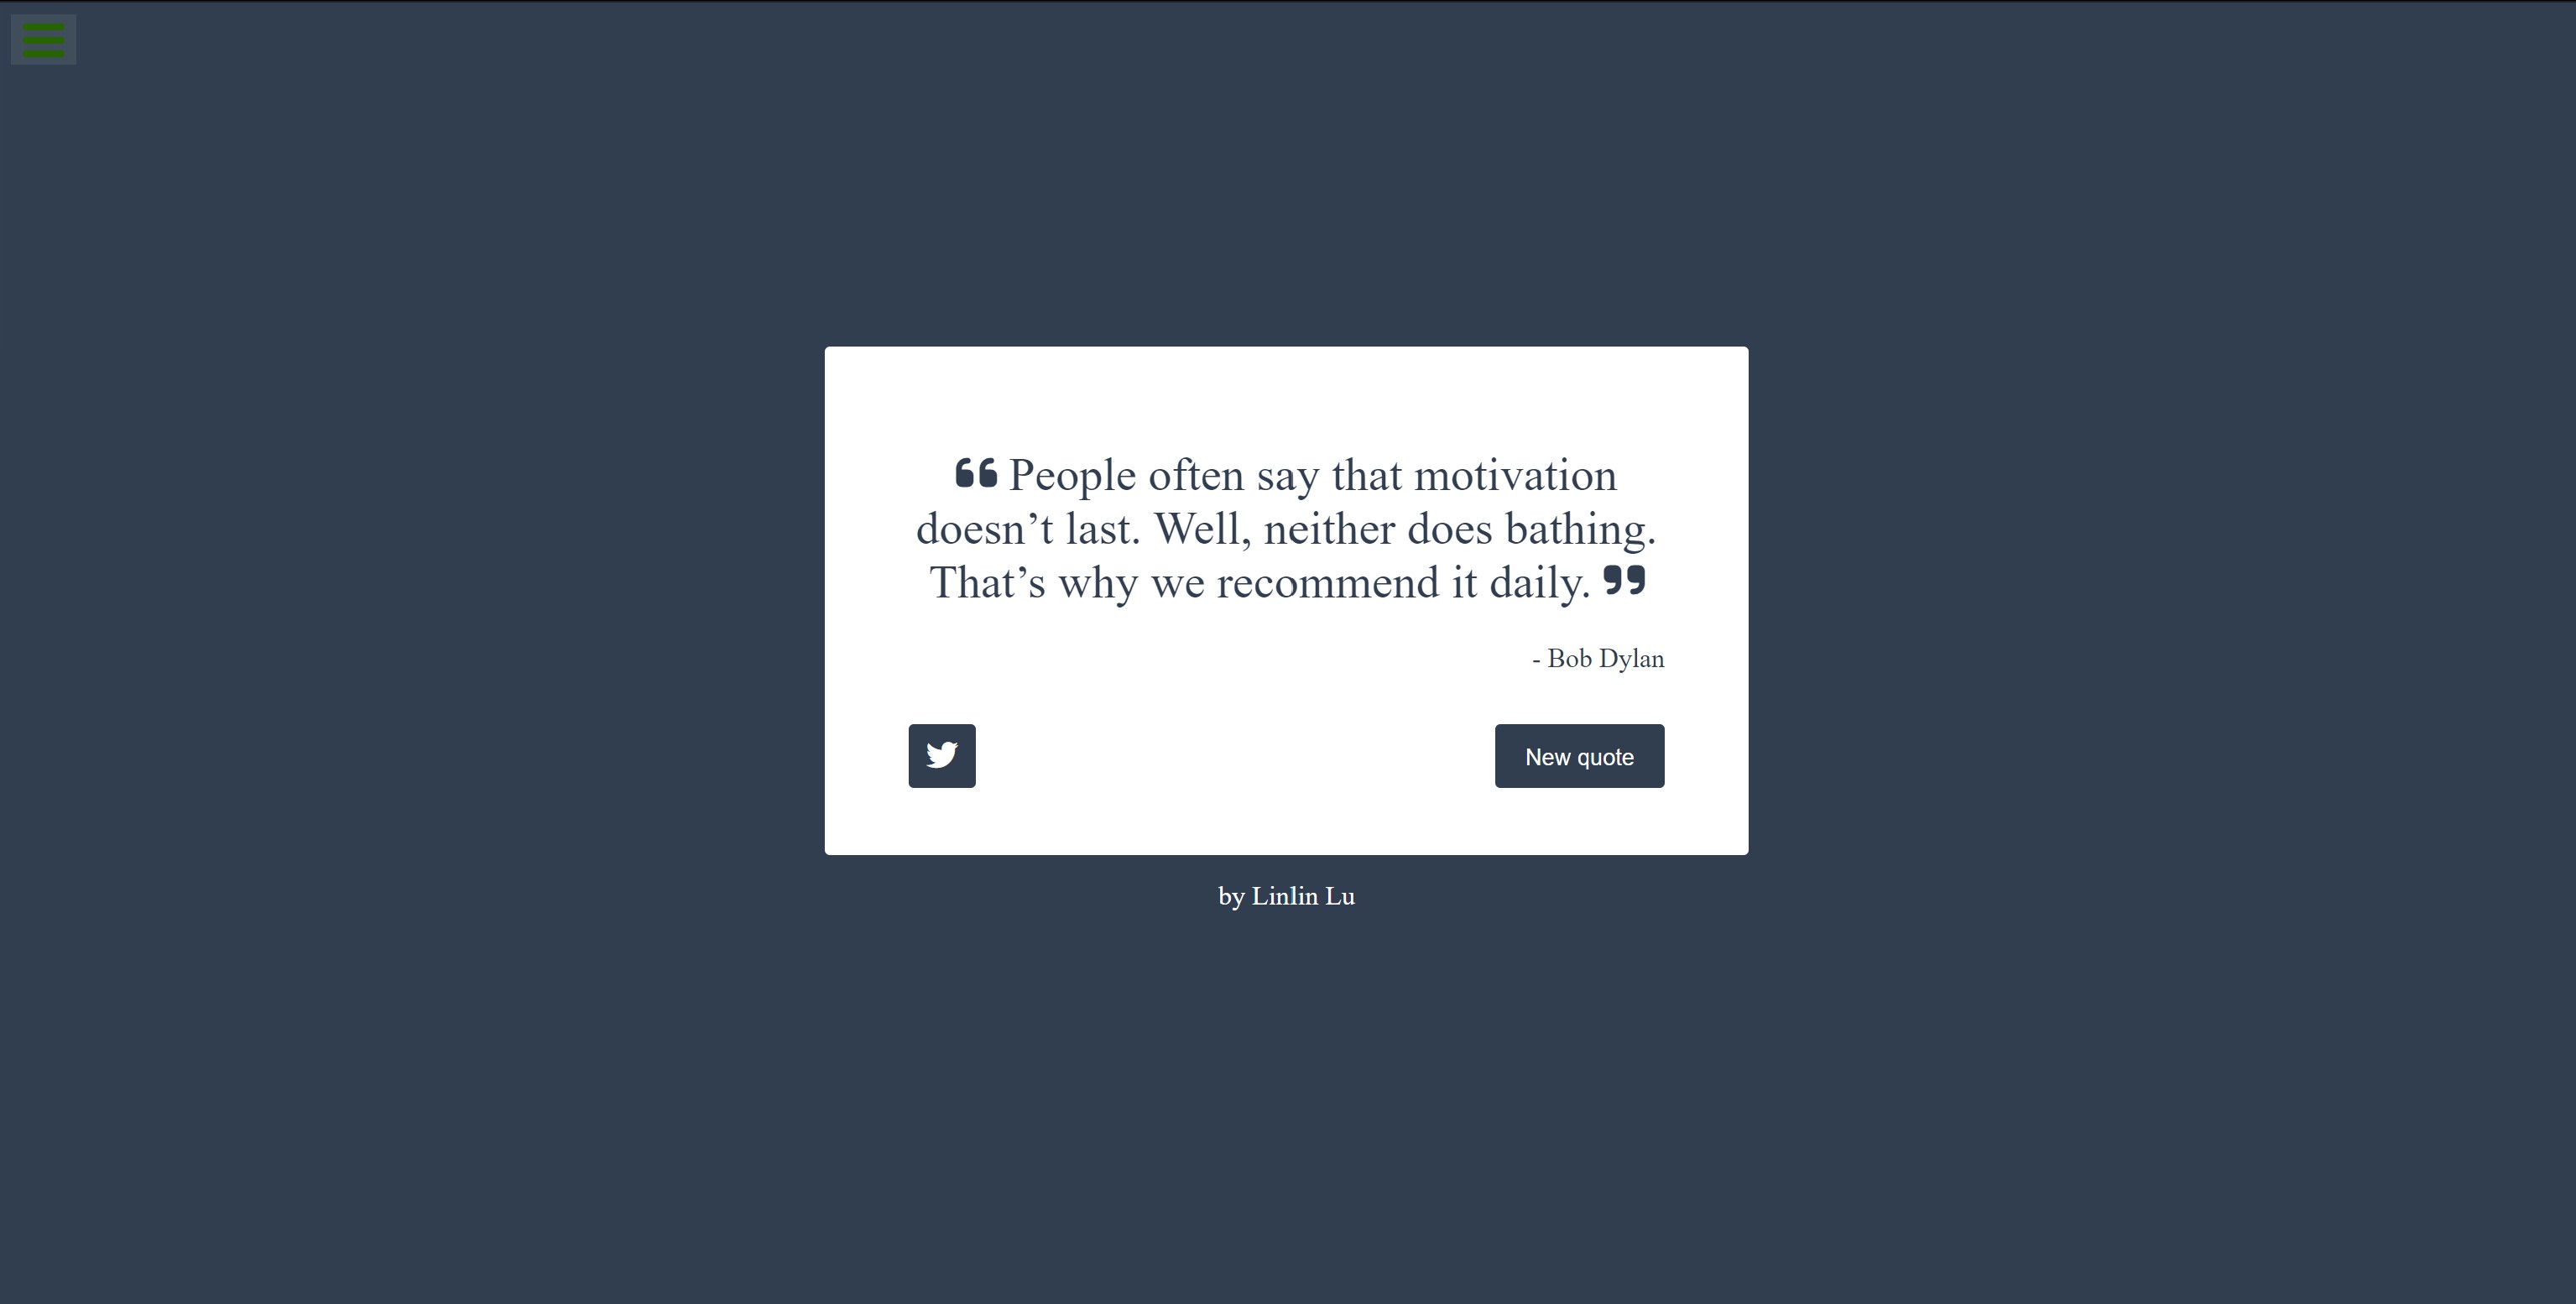 “ People often say that motivation
doesn’t last. Well, neither does bathing.
That’s why we recommend it daily. ”
- Bob Dylan
New quote
by Linlin Lu